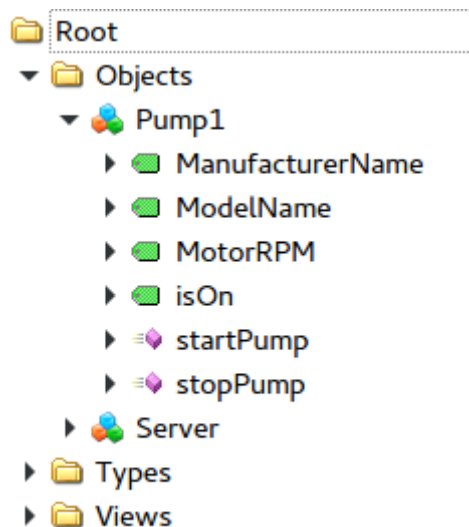 Root
Objects
Pump1
ManufacturerName
ModelName
MotorRPM
isOn
startPump
stopPump
Server
Types
Views